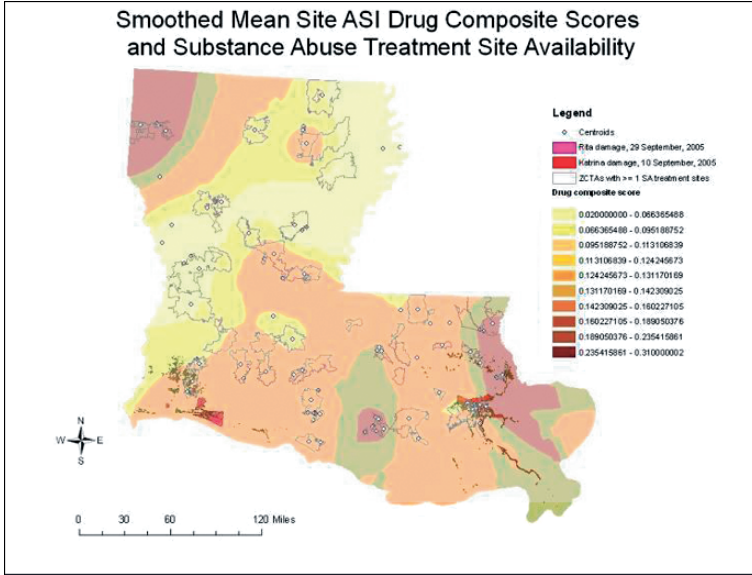 Smoothed Mean Site ASI Drug Composite Scores
and Substance Abuse Treatment Site Availability
Legend
Centroids
Rita damage, 29 September, 2005
Katrina damage, 10 September, 2005
ZCTAs with >= 1 SA treatment sites
Drug composite score
0.020000000 - 0.066365488
0.066365488 - 0.095188752
0.095188752 - 0.113106839
0.113106839 - 0.124245673
0.124245673 - 0.131170169
0.131170169 - 0.142309025
0.142309025 - 0.160227105
0.160227105 - 0.189050376
0.189050376 - 0.235415861
0.235415861 - 0.310000002
N
W E
S
0 30 60 120 Miles